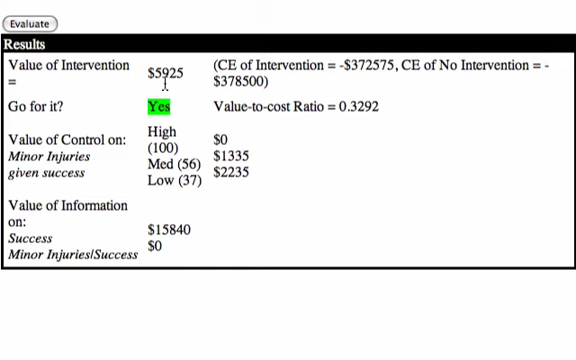 Evaluate
Results
Value of Intervention = $5925 (CE of Intervention = -$372575, CE of No Intervention = -$378500)
Go for it? Yes Value-to-cost Ratio = 0.3292
Value of Control on:
Minor Injuries
given success
High (100) $0
Med (56) $1335
Low (37) $2235
Value of Information on:
Success $15840
Minor Injuries|Success $0